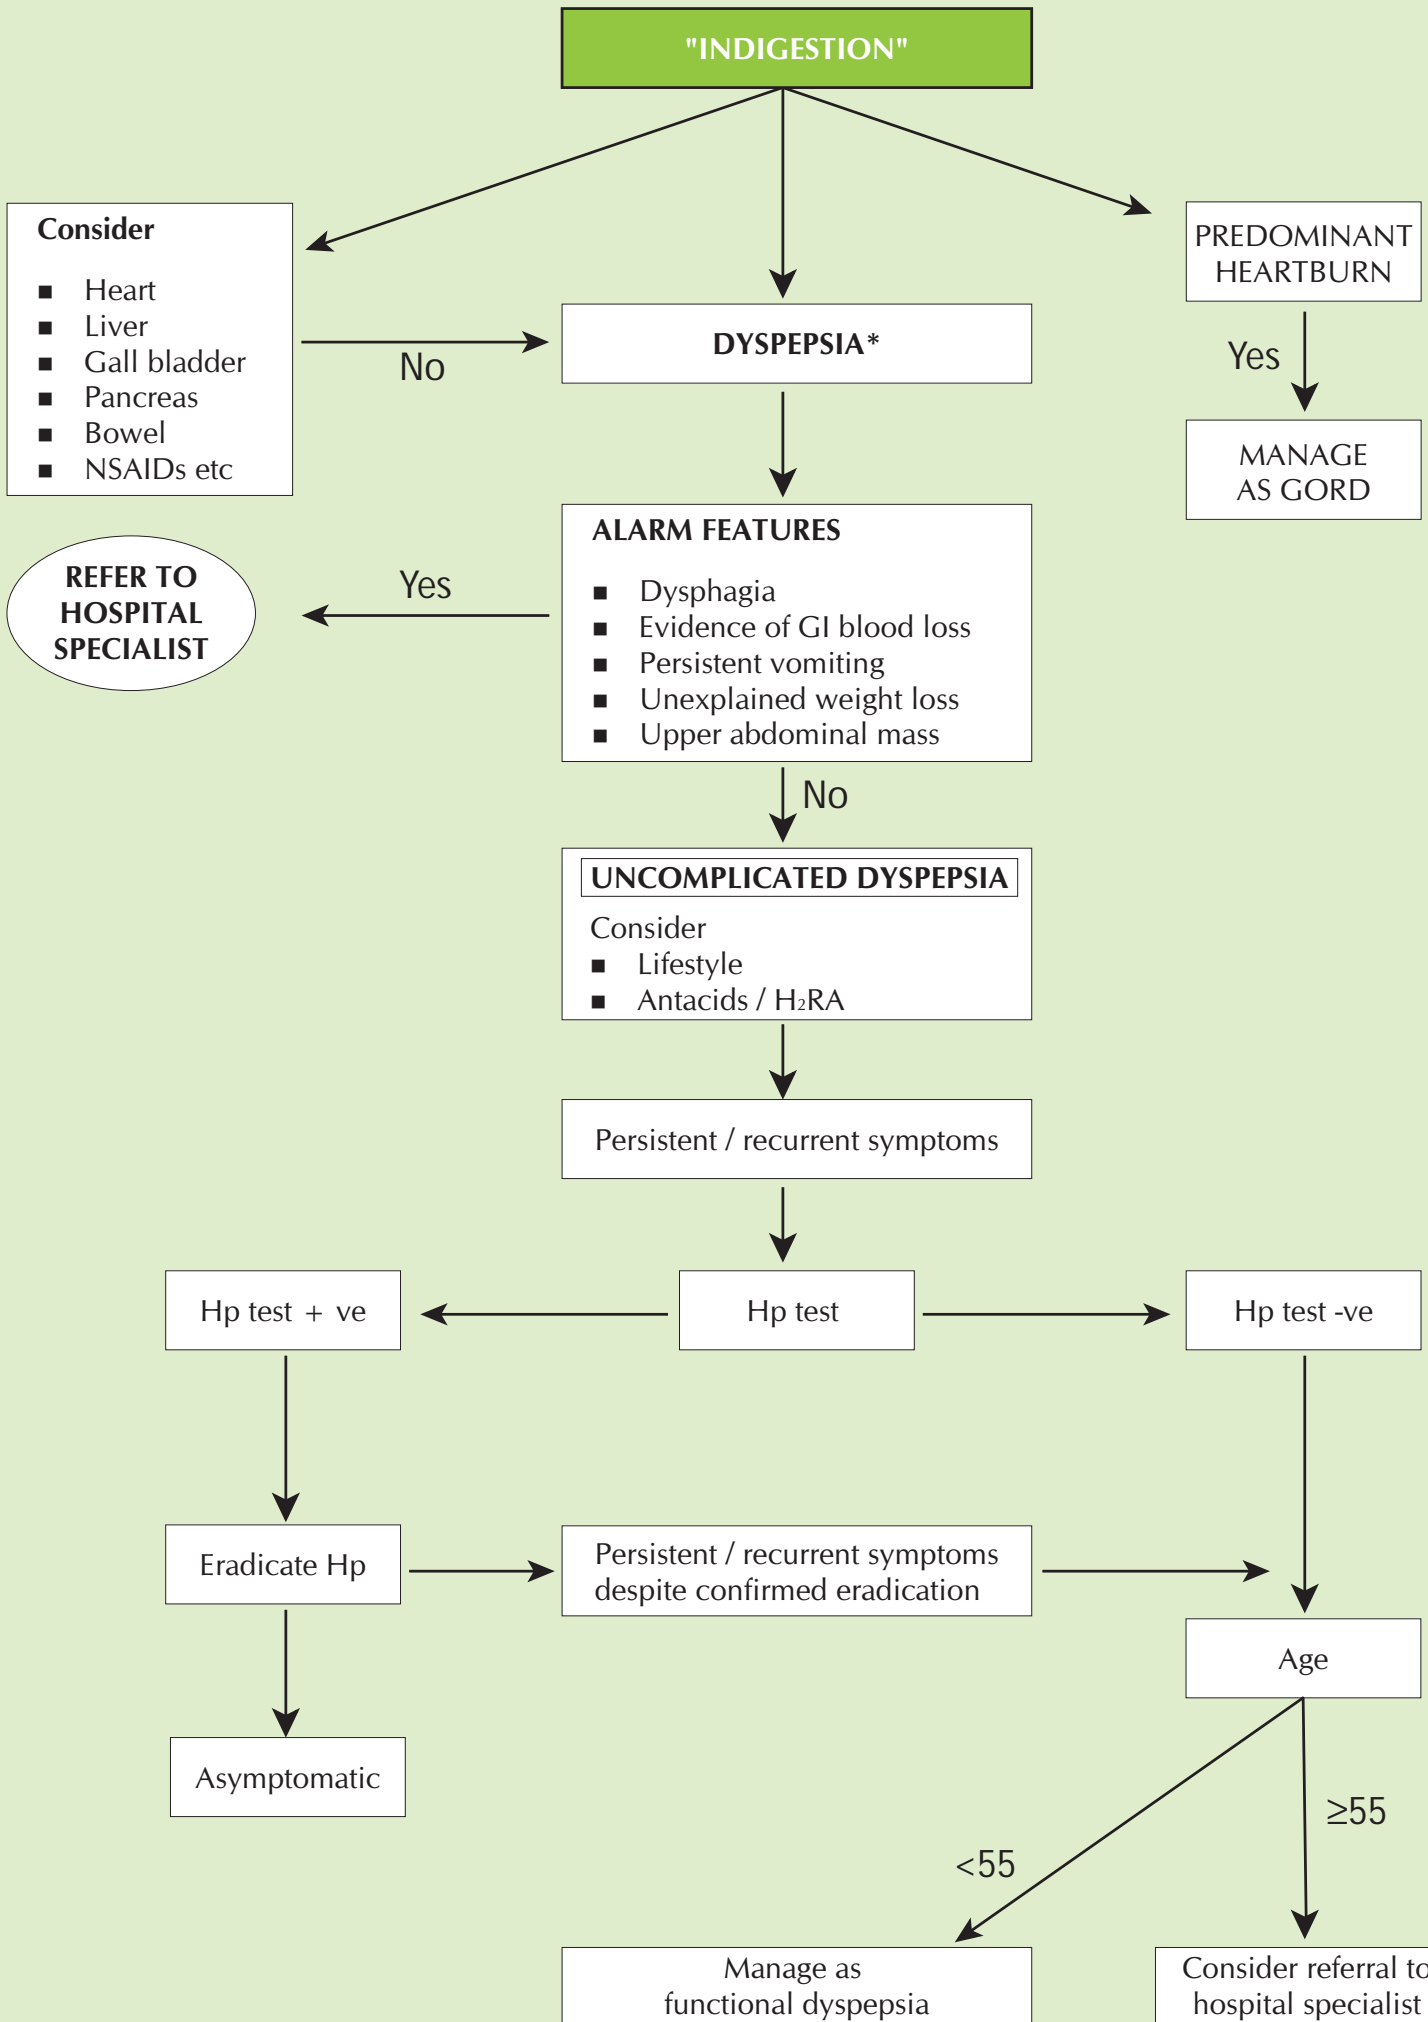 "INDIGESTION"
Consider
■ Heart
■ Liver
■ Gall bladder
■ Pancreas
■ Bowel
■ NSAIDs etc
No
DYSPEPSIA*
PREDOMINANT
HEARTBURN
Yes
MANAGE
AS GORD
ALARM FEATURES
■ Dysphagia
■ Evidence of GI blood loss
■ Persistent vomiting
■ Unexplained weight loss
■ Upper abdominal mass
Yes
REFER TO
HOSPITAL
SPECIALIST
No
UNCOMPLICATED DYSPEPSIA
Consider
■ Lifestyle
■ Antacids / H₂RA
Persistent / recurrent symptoms
Hp test + ve
Hp test
Hp test -ve
Eradicate Hp
Persistent / recurrent symptoms
despite confirmed eradication
Age
Asymptomatic
<55
≥55
Manage as
functional dyspepsia
Consider referral to
hospital specialist